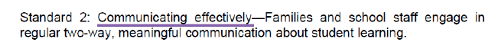 Standard 2: Communicating effectively—Families and school staff engage in
regular two-way, meaningful communication about student learning.